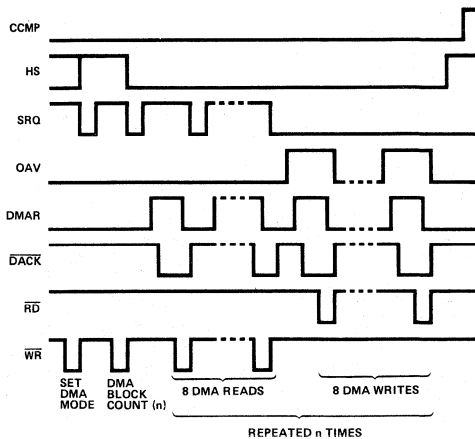 CCMP
HS
SRQ
OAV
DMAR
DACK
RD
WR
SET
DMA
MODE
DMA
BLOCK
COUNT (n)
8 DMA READS
8 DMA WRITES
REPEATED n TIMES